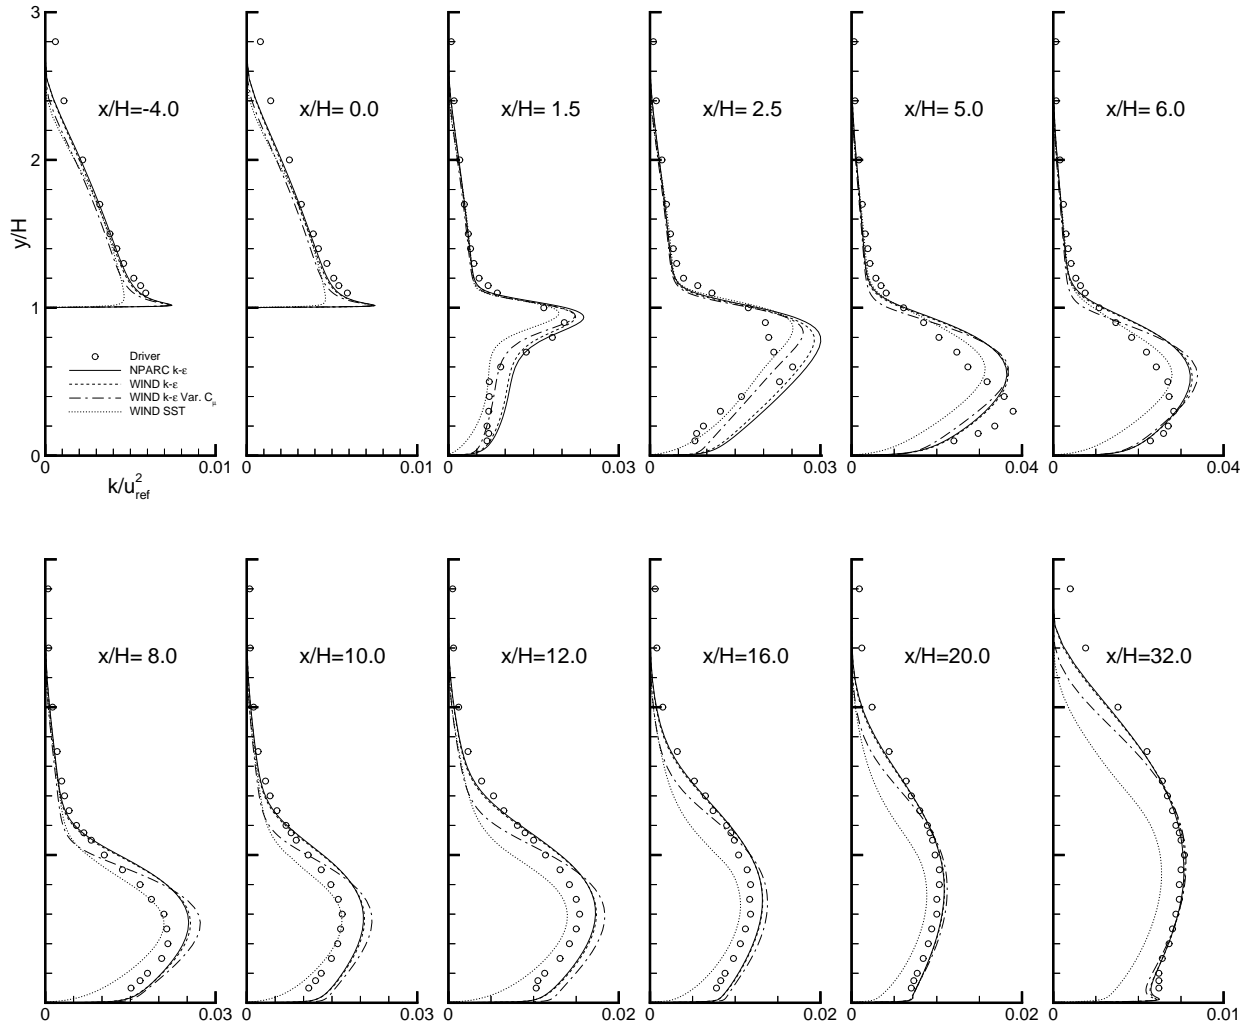 3
2
1
0
y/H
x/H=-4.0
x/H= 0.0
x/H= 1.5
x/H= 2.5
x/H= 5.0
x/H= 6.0
Driver
NPARC k-ε
WIND k-ε
WIND k-ε Var. Cμ
WIND SST
0 0.01
0 0.01
0 0.03
0 0.03
0 0.04
0 0.04
k/u²ref
x/H= 8.0
x/H=10.0
x/H=12.0
x/H=16.0
x/H=20.0
x/H=32.0
0 0.03
0 0.03
0 0.03
0 0.02
0 0.02
0 0.01